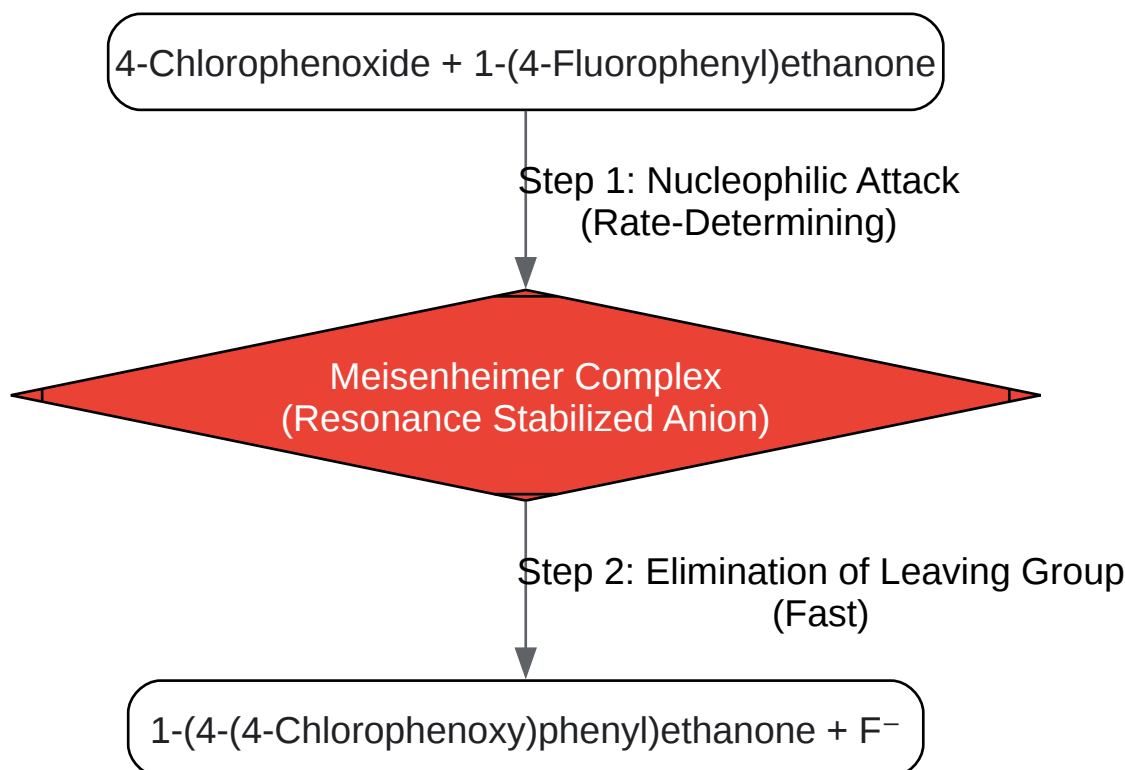 4-Chlorophenoxide + 1-(4-Fluorophenyl)ethanone
Step 1: Nucleophilic Attack
(Rate-Determining)
Meisenheimer Complex
(Resonance Stabilized Anion)
Step 2: Elimination of Leaving Group
(Fast)
1-(4-(4-Chlorophenoxy)phenyl)ethanone + F⁻